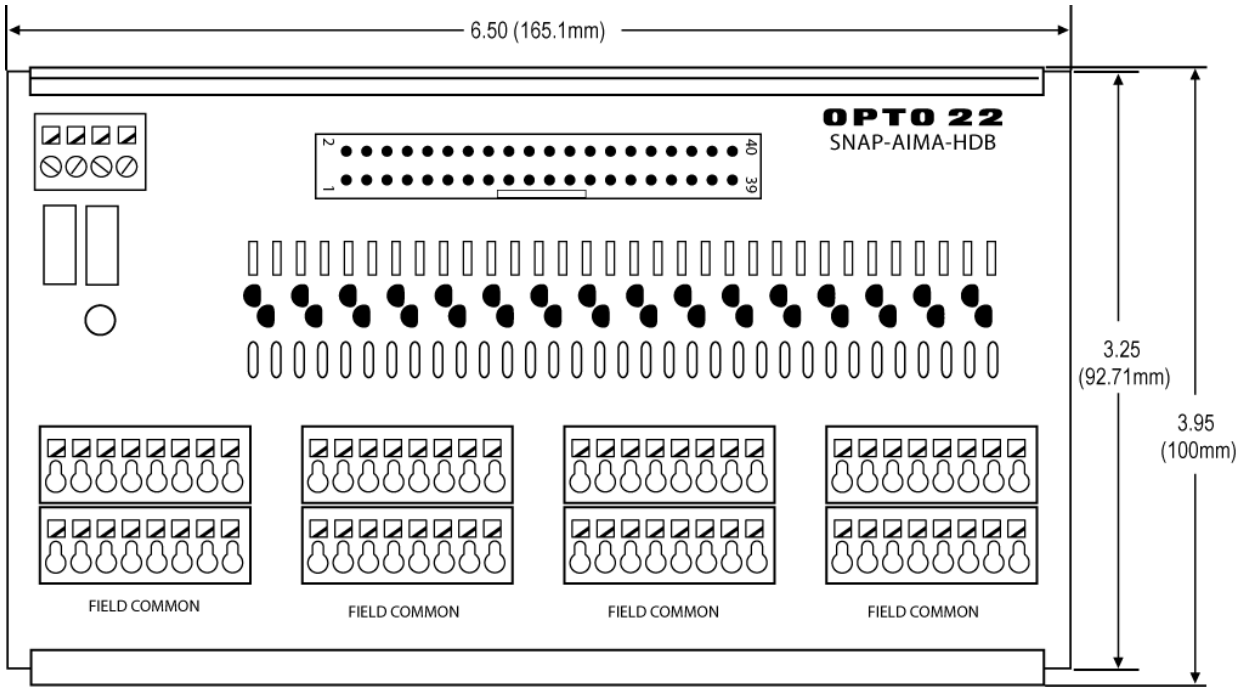 6.50 (165.1mm)
OPTO 22
SNAP-AIMA-HDB
2
40
1
39
3.25
(92.71mm)
3.95
(100mm)
FIELD COMMON
FIELD COMMON
FIELD COMMON
FIELD COMMON